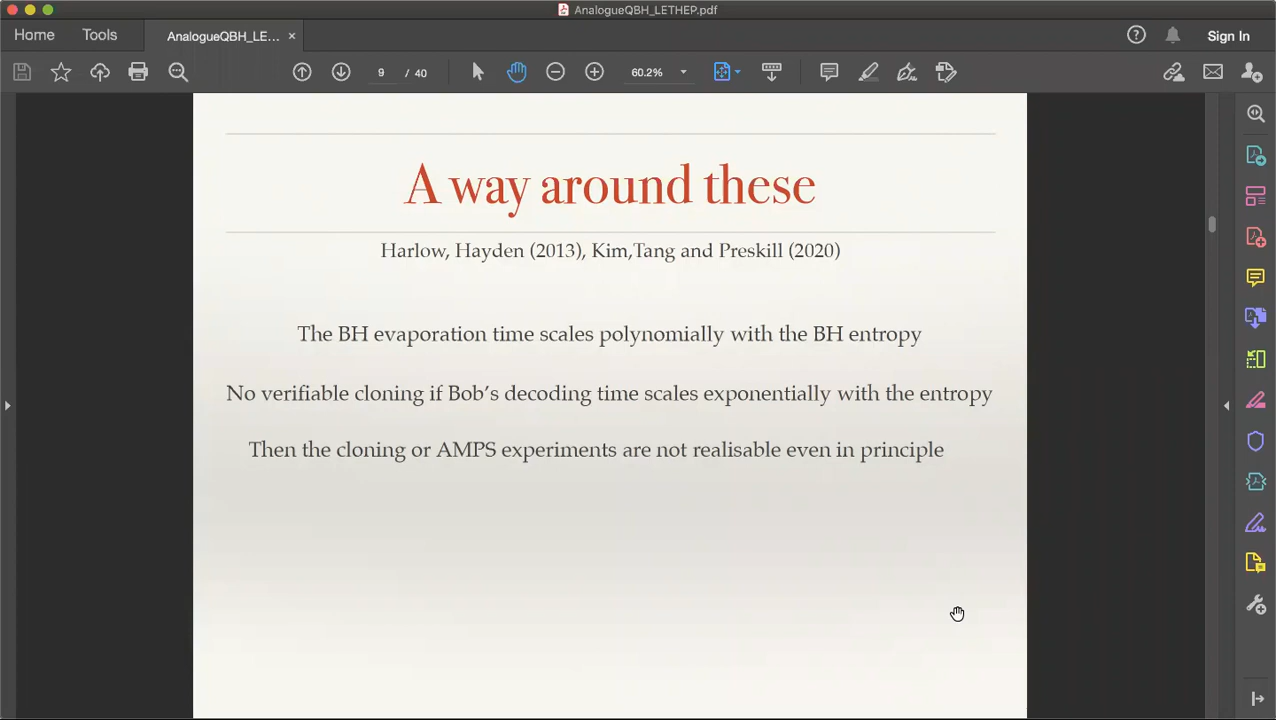 AnalogueQBH_LETHEP.pdf
Home Tools AnalogueQBH_LE... × Sign In
9 / 40 60.2%
A way around these
Harlow, Hayden (2013), Kim,Tang and Preskill (2020)
The BH evaporation time scales polynomially with the BH entropy
No verifiable cloning if Bob’s decoding time scales exponentially with the entropy
Then the cloning or AMPS experiments are not realisable even in principle